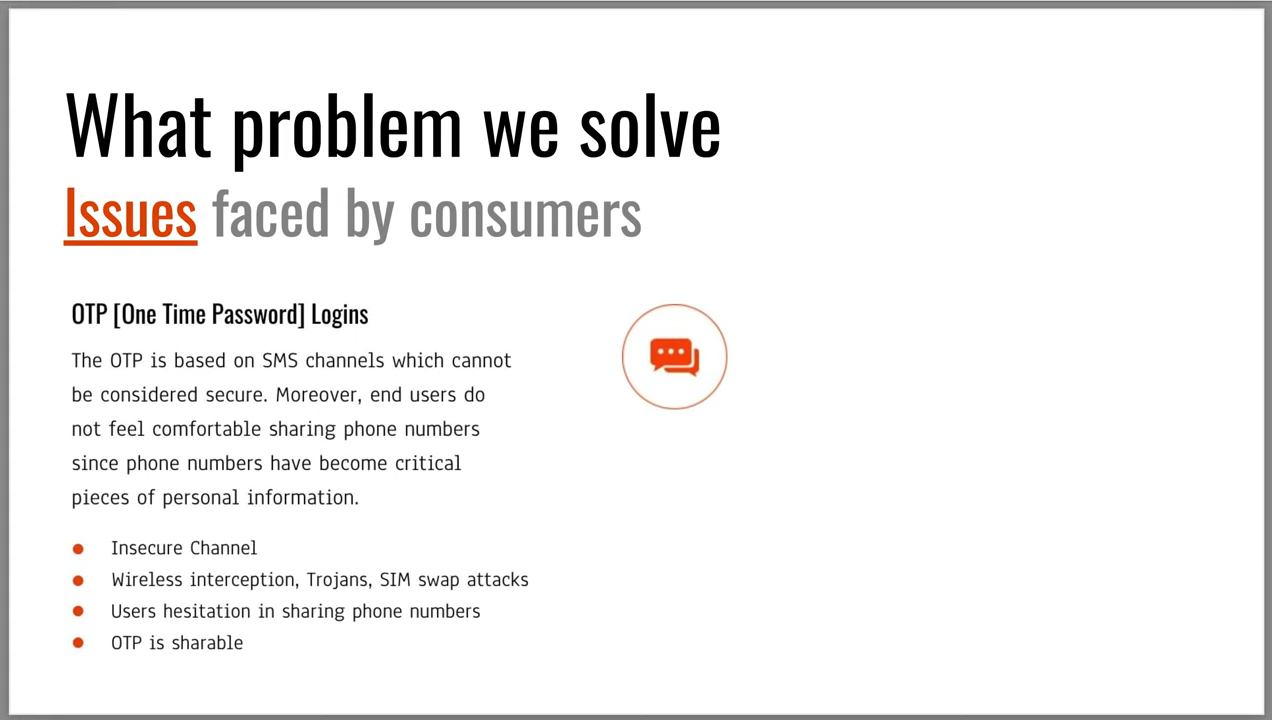 What problem we solve
Issues faced by consumers
OTP [One Time Password] Logins
The OTP is based on SMS channels which cannot
be considered secure. Moreover, end users do
not feel comfortable sharing phone numbers
since phone numbers have become critical
pieces of personal information.
Insecure Channel
Wireless interception, Trojans, SIM swap attacks
Users hesitation in sharing phone numbers
OTP is sharable